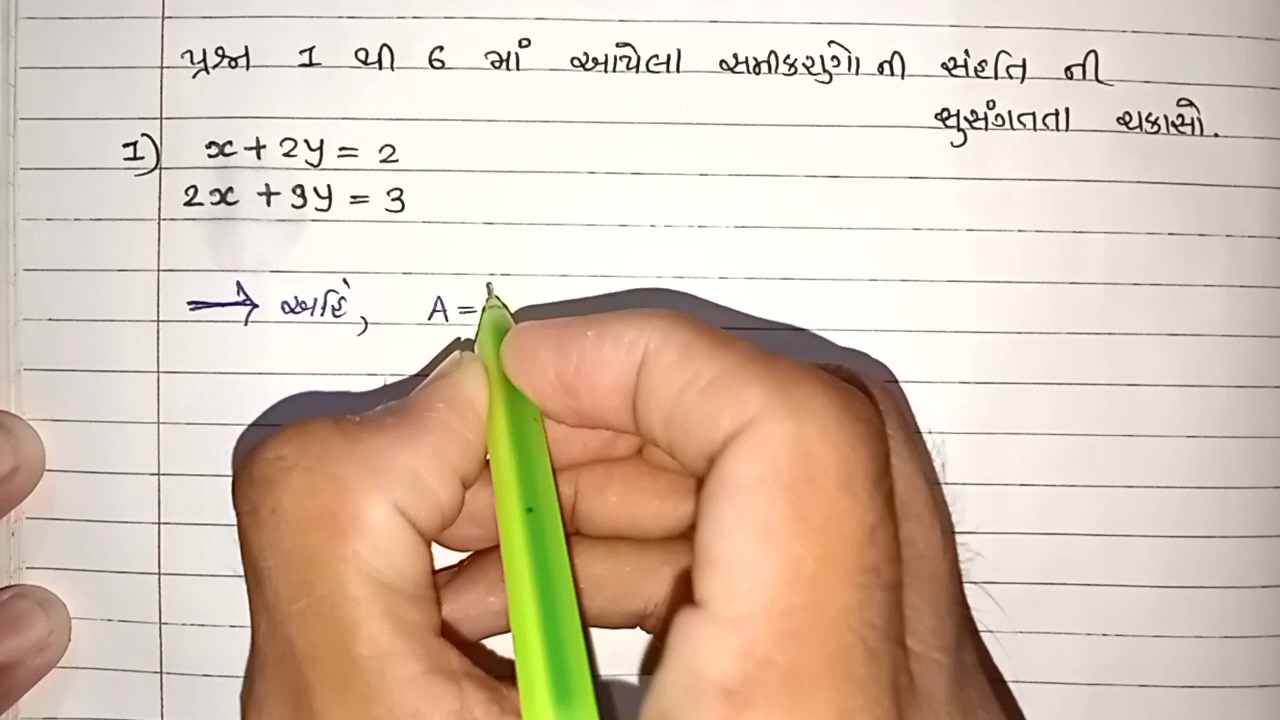 પ્રશ્ન 1 થી 6 માં આપેલા સમીકરણો ની સંહતિ ની
સુસંગતતા ચકાસો.
1) x + 2y = 2
2x + 3y = 3
⟹ અહિં, A =